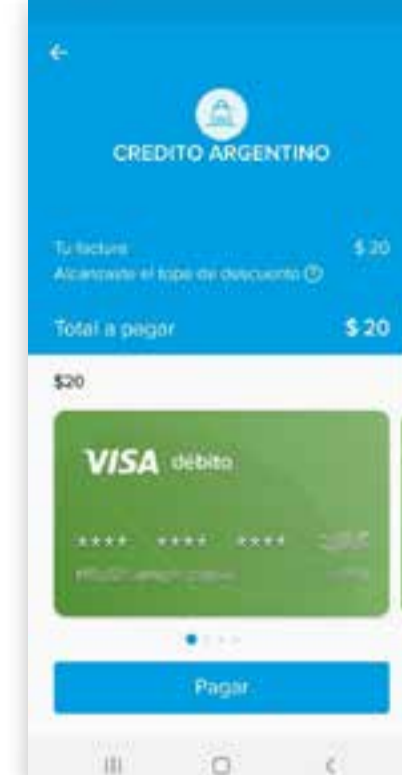 CREDITO ARGENTINO
Tu factura $ 20
Alcanzaste el tope de descuento
Total a pagar $ 20
$20
VISA débito
**** **** ****
Pagar